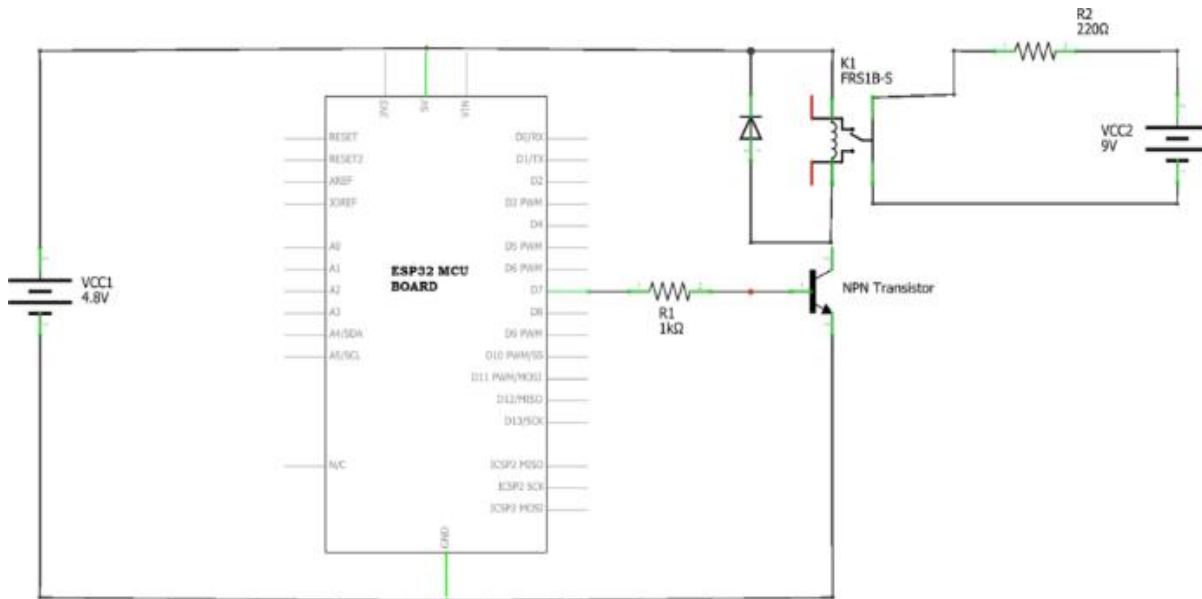 R2
220Ω
K1
FRS1B-S
VCC2
9V
3V3
5V
VIN
RESET
RESET2
AREF
IOREF
A0
A1
A2
A3
A4/SDA
A5/SCL
N/C
D0/RX
D1/TX
D2
D3 PWM
D4
D5 PWM
D6 PWM
D7
D8
D9 PWM
D10 PWM/SS
D11 PWM/MOSI
D12/MISO
D13/SCK
ICSP2 MISO
ICSP2 SCK
ICSP2 MOSI
GND
ESP32 MCU
BOARD
VCC1
4.8V
R1
1kΩ
NPN Transistor